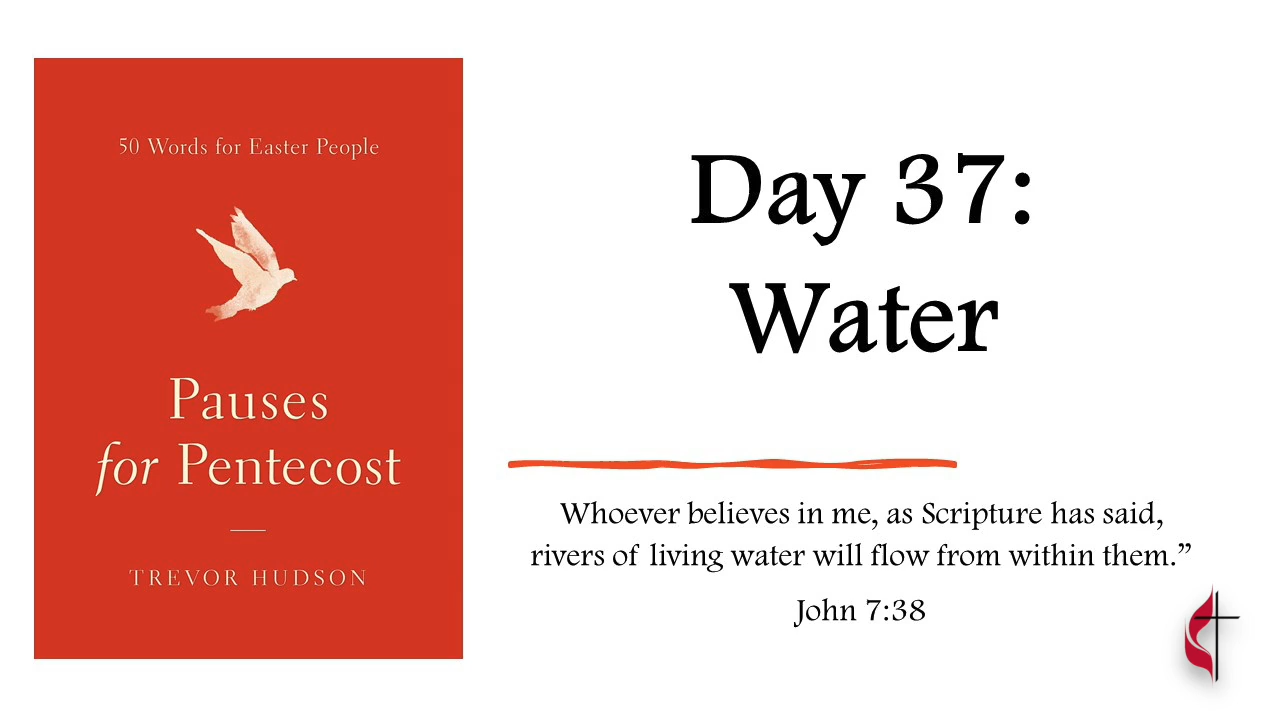 50 Words for Easter People
Pauses
for Pentecost
TREVOR HUDSON
Day 37:
Water
Whoever believes in me, as Scripture has said,
rivers of living water will flow from within them.”
John 7:38